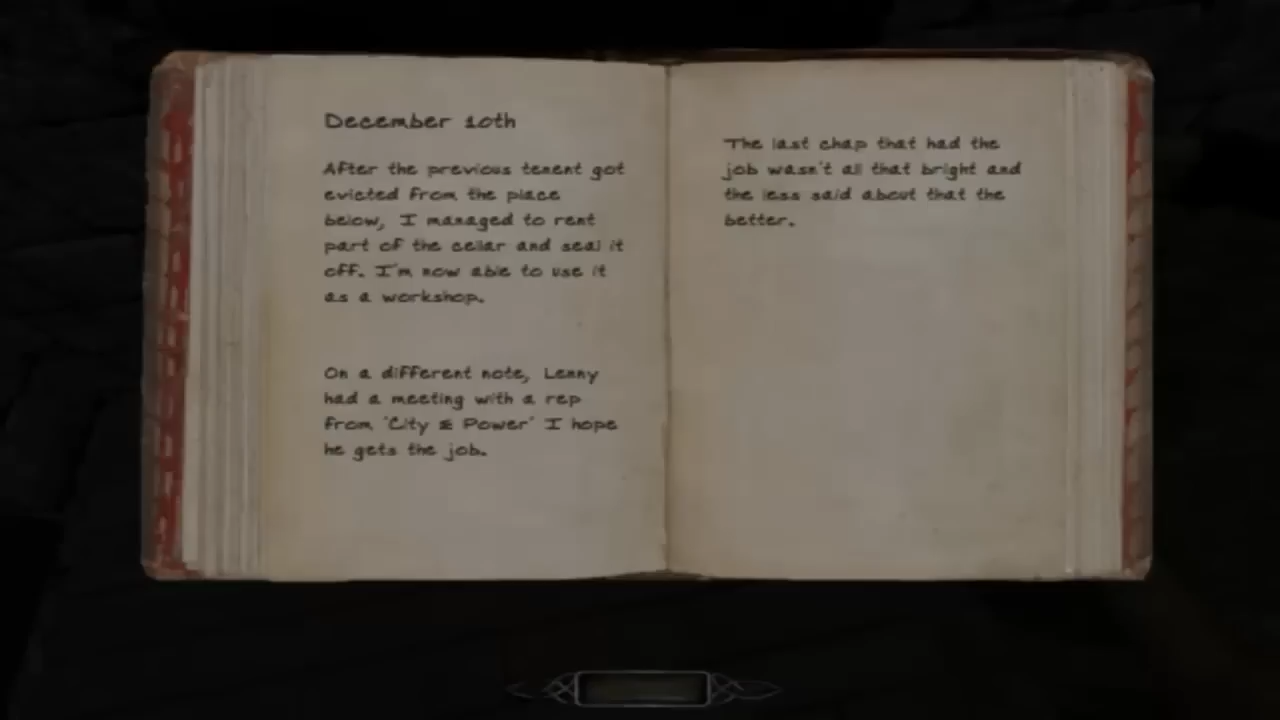 December 10th
After the previous tenent got
evicted from the place
below, I managed to rent
part of the cellar and seal it
off. I'm now able to use it
as a workshop.
On a different note, Lenny
had a meeting with a rep
from 'City & Power' I hope
he gets the job.
The last chap that had the
job wasn't all that bright and
the less said about that the
better.